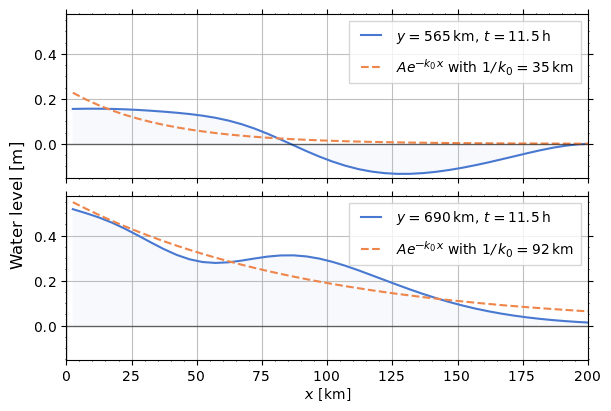 y = 565 km, t = 11.5 h
Ae^{-k_0 x} with 1/k_0 = 35 km
0.4
0.2
0.0
Water level [m]
y = 690 km, t = 11.5 h
Ae^{-k_0 x} with 1/k_0 = 92 km
0.4
0.2
0.0
0 25 50 75 100 125 150 175 200
x [km]